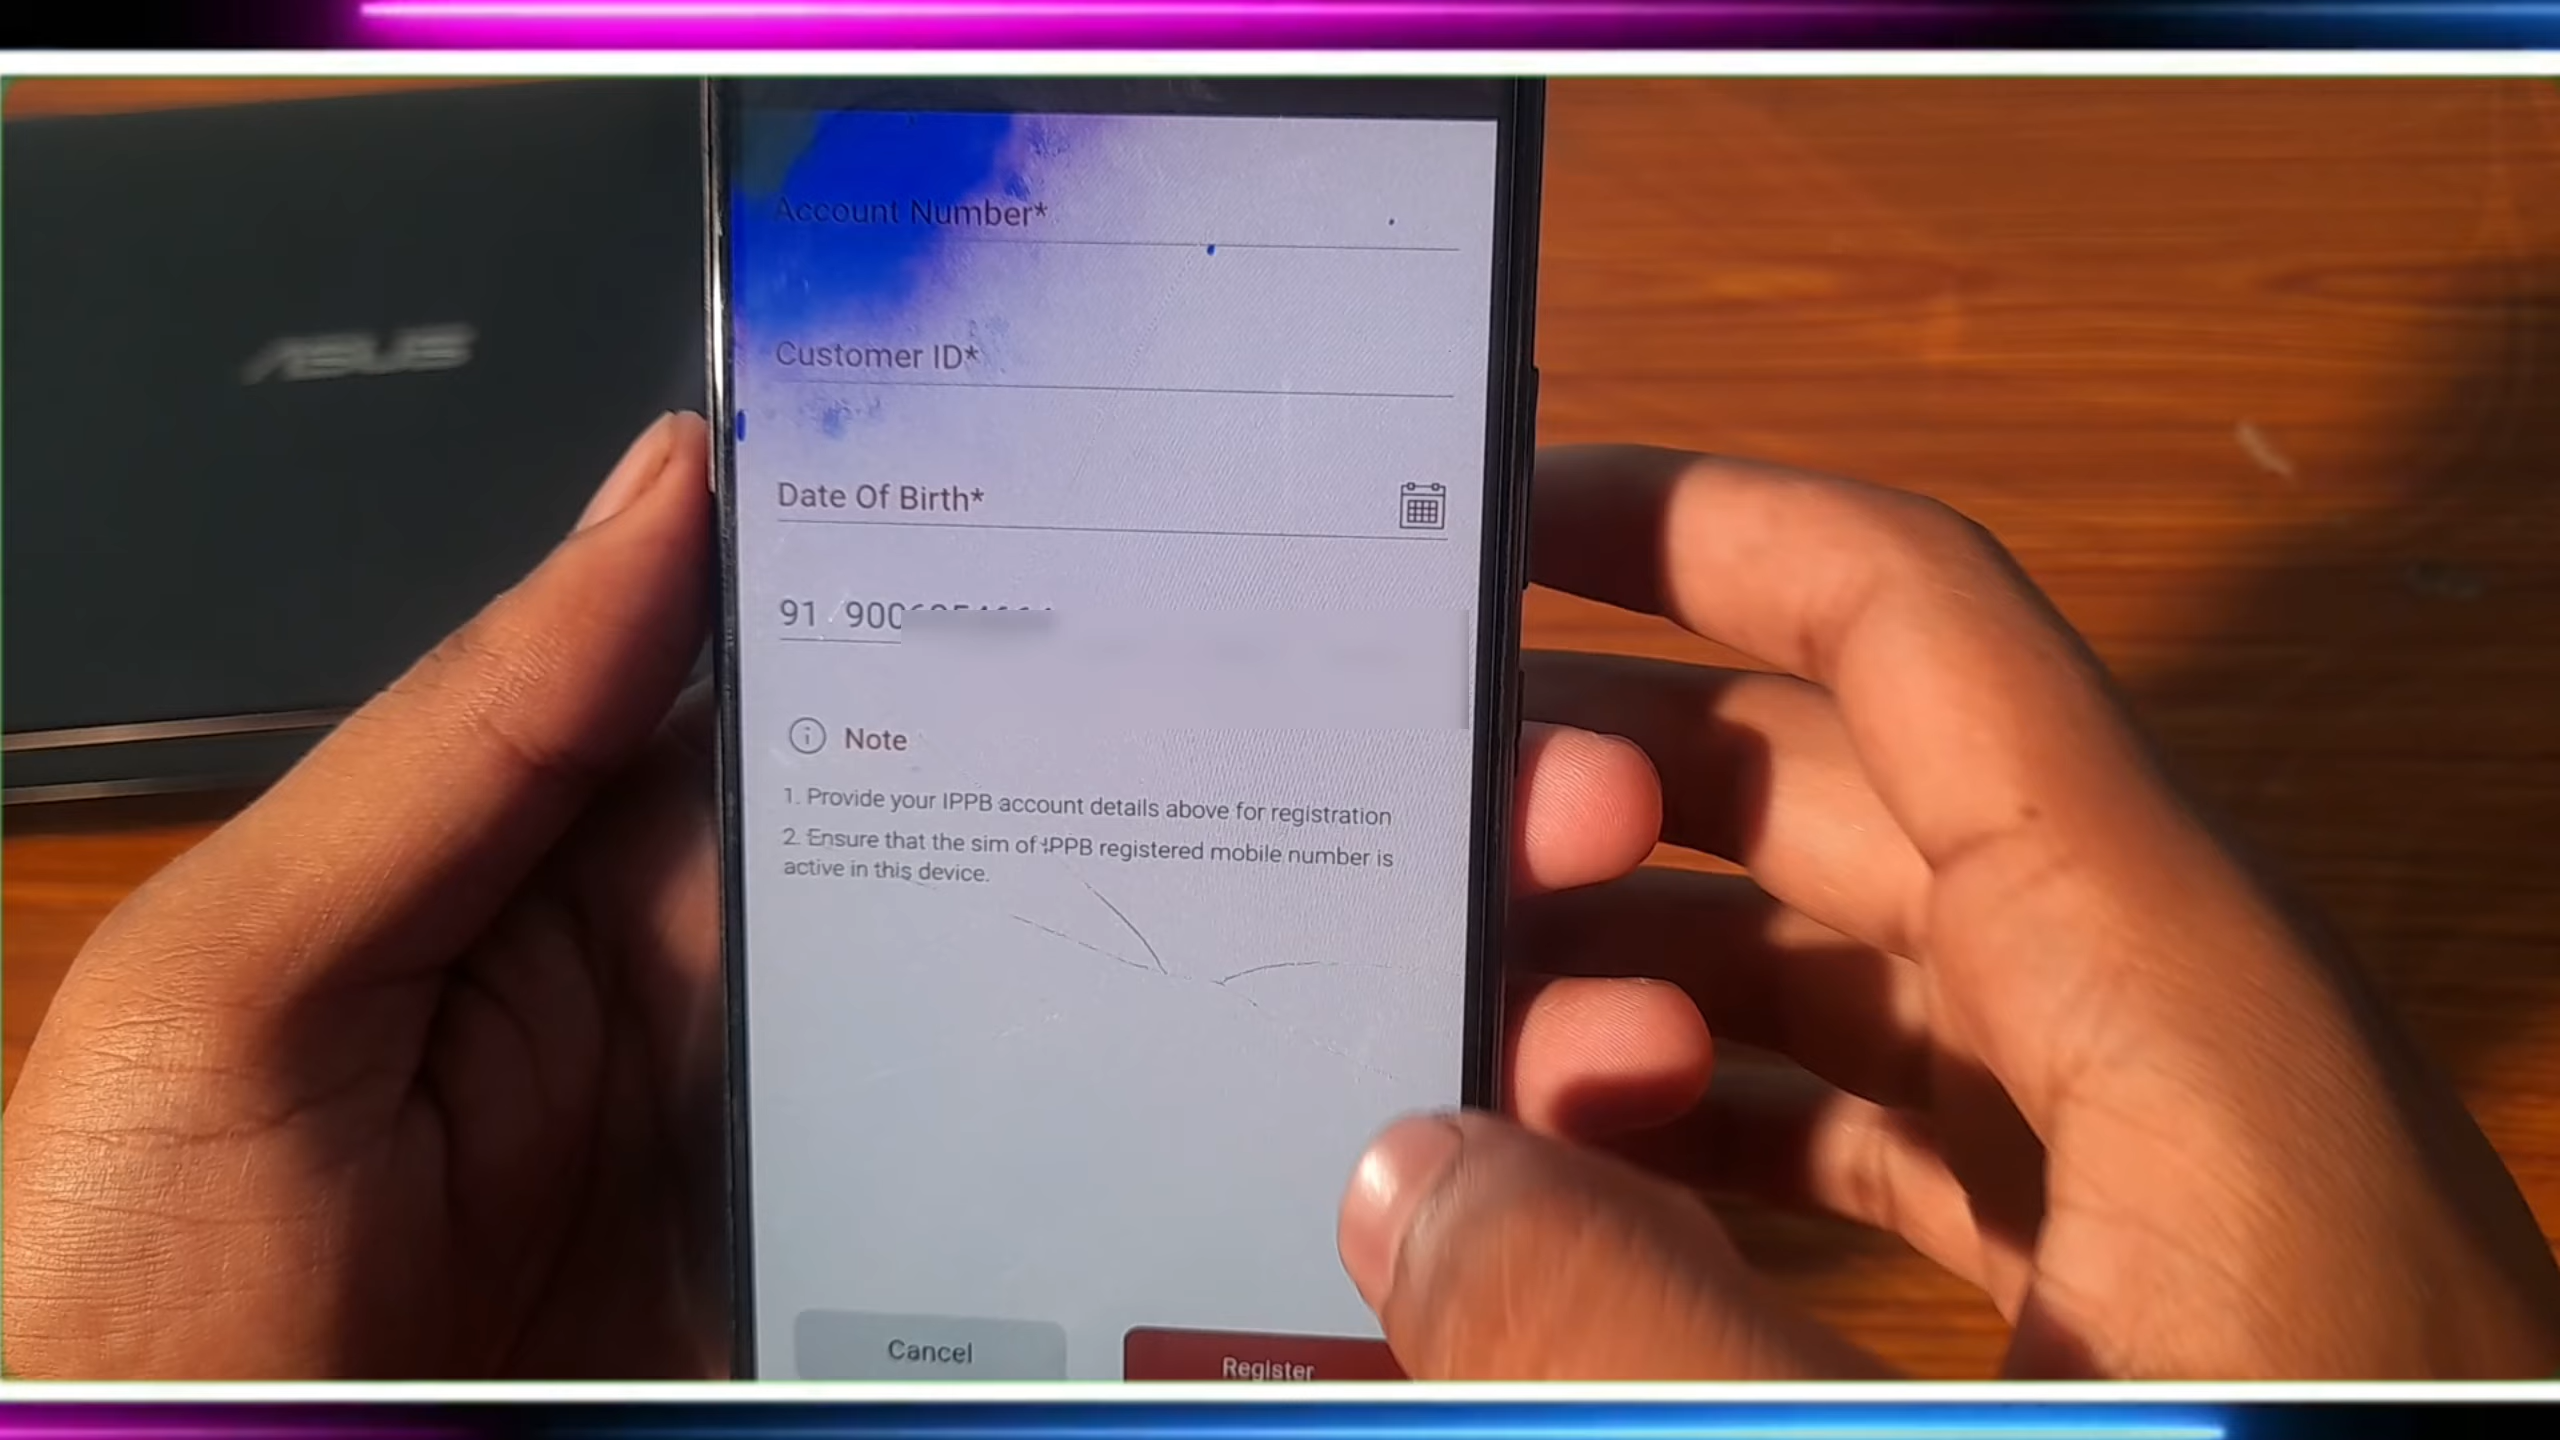 ASUS
Account Number*
Customer ID*
Date Of Birth*
91 900
Note
1. Provide your IPPB account details above for registration
2. Ensure that the sim of IPPB registered mobile number is
active in this device.
Cancel
Register